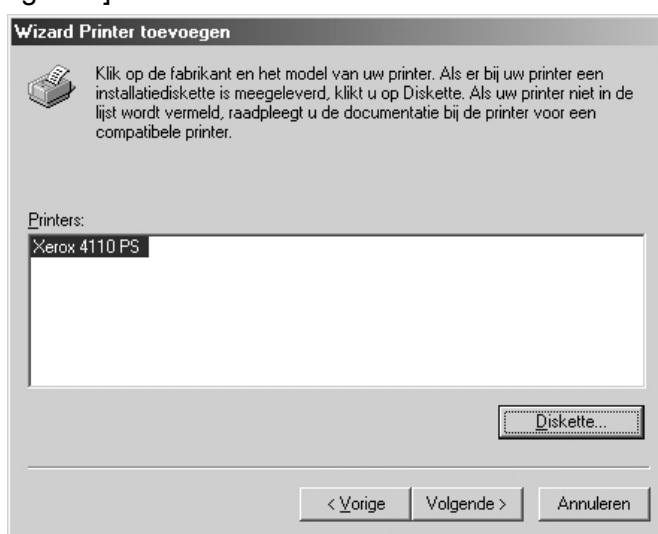 Wizard Printer toevoegen
Klik op de fabrikant en het model van uw printer. Als er bij uw printer een
installatiediskette is meegeleverd, klikt u op Diskette. Als uw printer niet in de
lijst wordt vermeld, raadpleegt u de documentatie bij de printer voor een
compatibele printer.
Printers:
Xerox 4110 PS
Diskette...
< Vorige Volgende > Annuleren